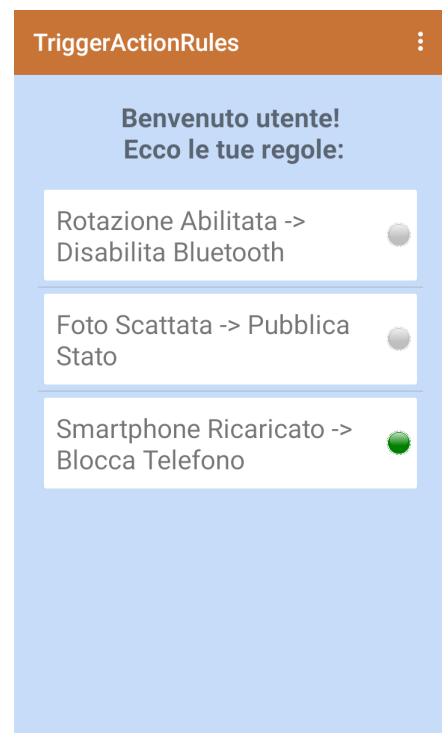 TriggerActionRules
Benvenuto utente!
Ecco le tue regole:
Rotazione Abilitata ->
Disabilita Bluetooth
Foto Scattata -> Pubblica
Stato
Smartphone Ricaricato ->
Blocca Telefono